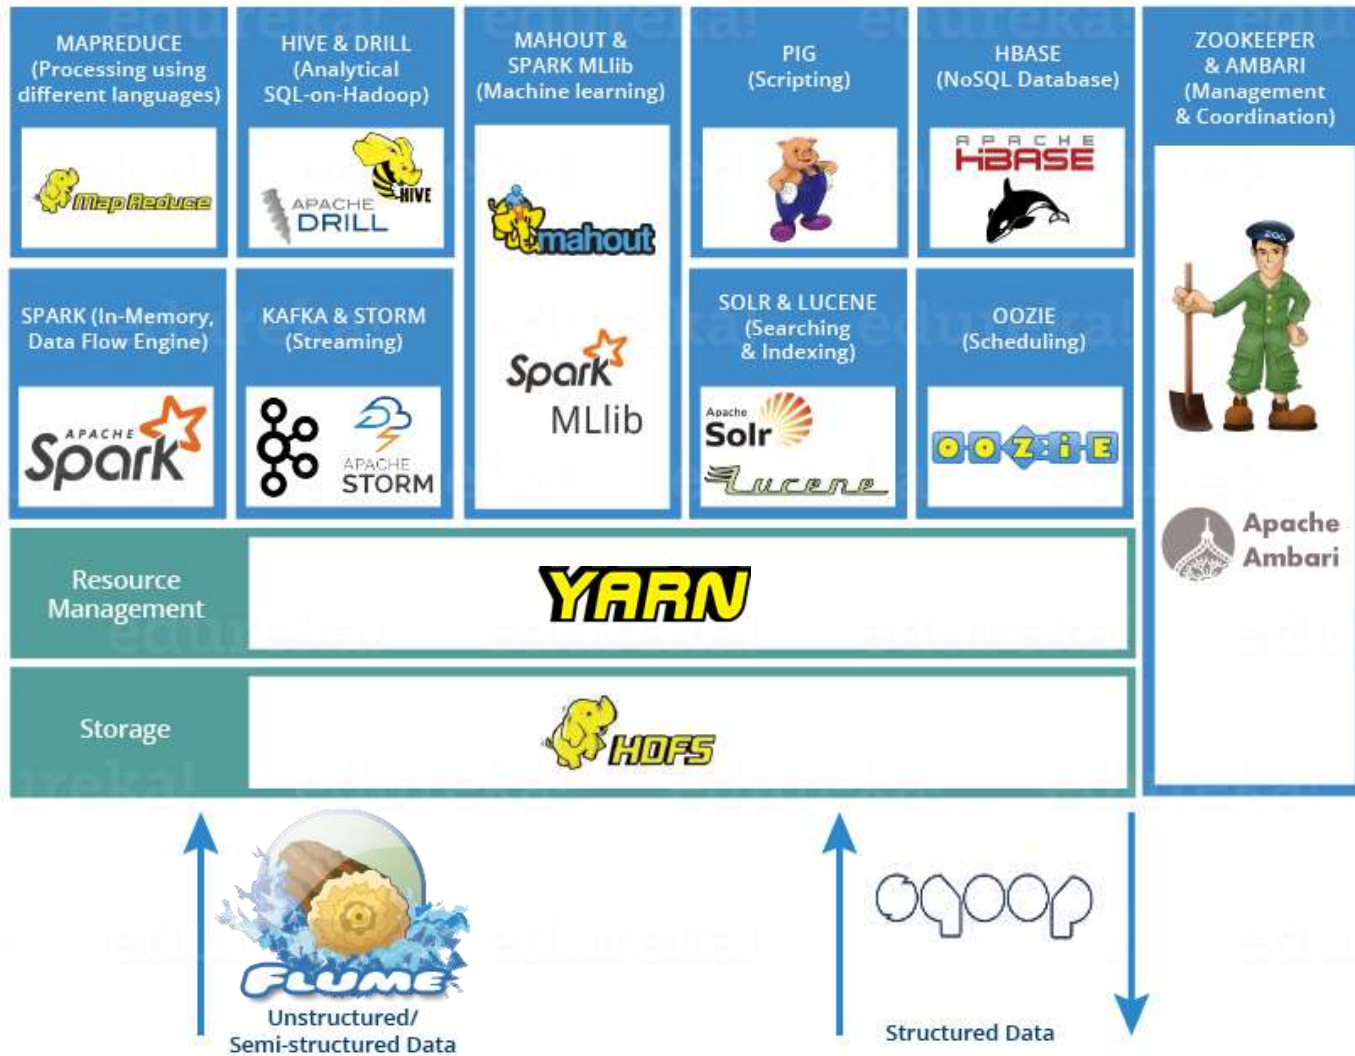 MAPREDUCE
(Processing using
different languages)
Map Reduce
HIVE & DRILL
(Analytical
SQL-on-Hadoop)
HIVE
APACHE
DRILL
MAHOUT &
SPARK MLlib
(Machine learning)
mahout
Spark
MLlib
PIG
(Scripting)
HBASE
(NoSQL Database)
APACHE
HBASE
ZOOKEEPER
& AMBARI
(Management
& Coordination)
ZOO
Apache
Ambari
SPARK (In-Memory,
Data Flow Engine)
APACHE
Spark
KAFKA & STORM
(Streaming)
APACHE
STORM
SOLR & LUCENE
(Searching
& Indexing)
Apache
Solr
Lucene
OOZIE
(Scheduling)
OOZiE
Resource
Management
YARN
Storage
HDFS
FLUME
Unstructured/
Semi-structured Data
sqoop
Structured Data
edureka!